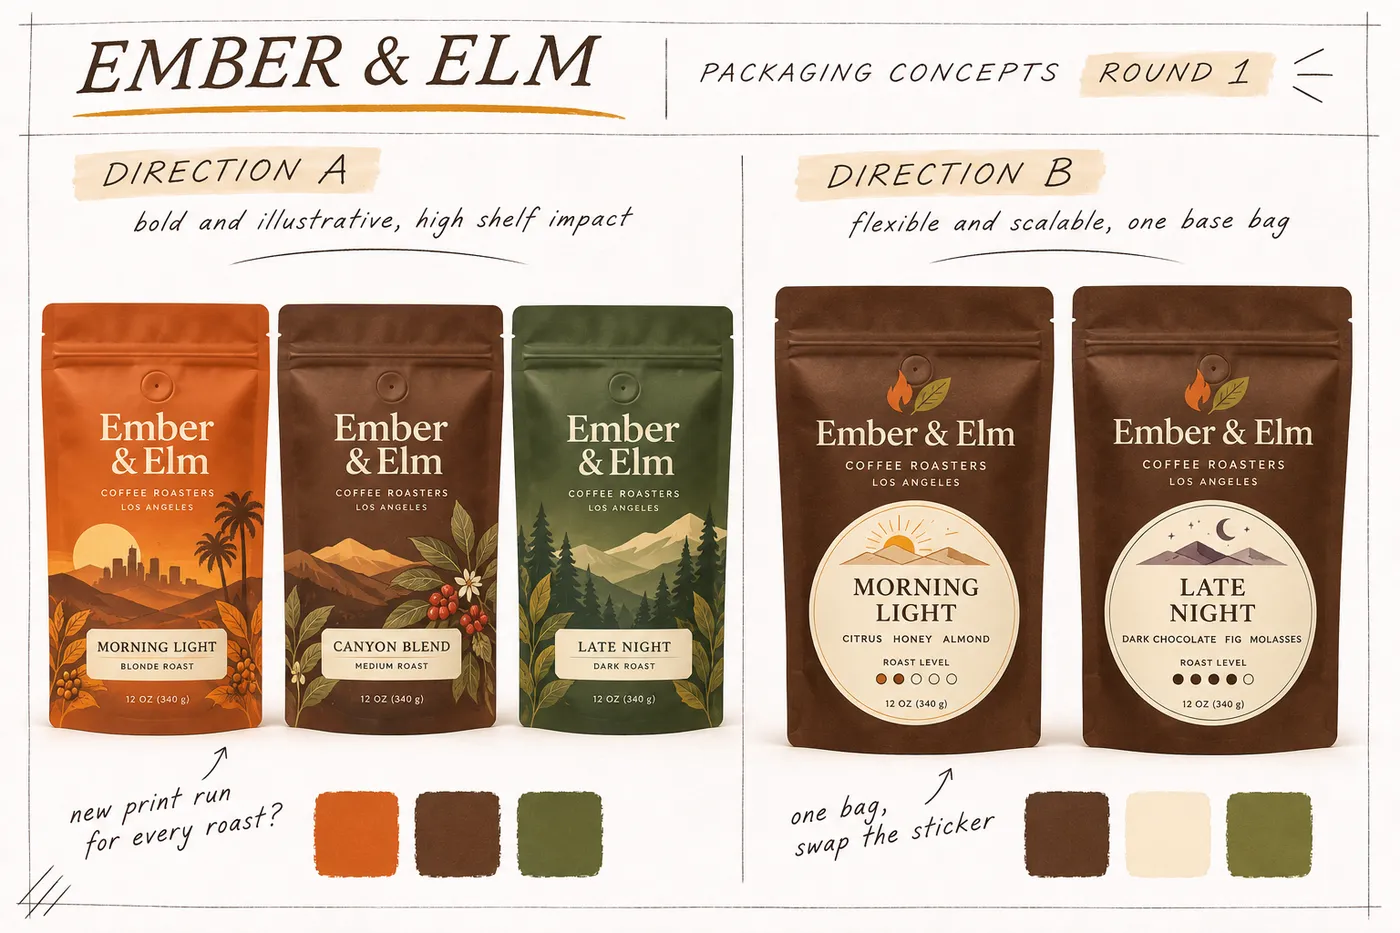 EMBER & ELM
PACKAGING CONCEPTS
ROUND 1
DIRECTION A
bold and illustrative, high shelf impact
Ember
& Elm
COFFEE ROASTERS
LOS ANGELES
MORNING LIGHT
BLONDE ROAST
12 OZ (340 g)
Ember
& Elm
COFFEE ROASTERS
LOS ANGELES
CANYON BLEND
MEDIUM ROAST
12 OZ (340 g)
Ember
& Elm
COFFEE ROASTERS
LOS ANGELES
LATE NIGHT
DARK ROAST
12 OZ (340 g)
new print run
for every roast?
DIRECTION B
flexible and scalable, one base bag
Ember & Elm
COFFEE ROASTERS
LOS ANGELES
MORNING
LIGHT
CITRUS HONEY ALMOND
ROAST LEVEL
12 OZ (340 g)
Ember & Elm
COFFEE ROASTERS
LOS ANGELES
LATE
NIGHT
DARK CHOCOLATE FIG MOLASSES
ROAST LEVEL
12 OZ (340 g)
one bag,
swap the sticker